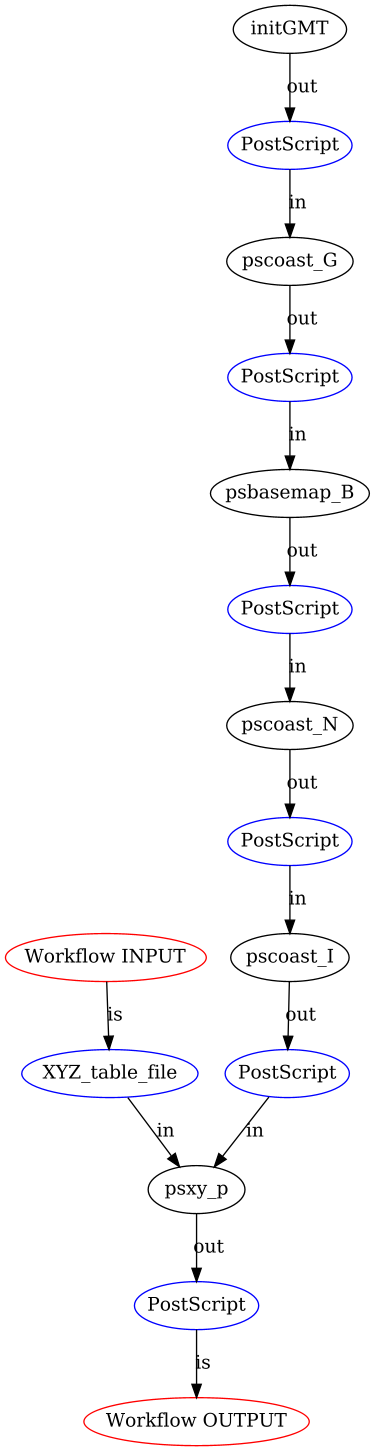 initGMT
out
PostScript
in
pscoast_G
out
PostScript
in
psbasemap_B
out
PostScript
in
pscoast_N
out
PostScript
in
Workflow INPUT
pscoast_I
is
out
XYZ_table_file
PostScript
in
in
psxy_p
out
PostScript
is
Workflow OUTPUT